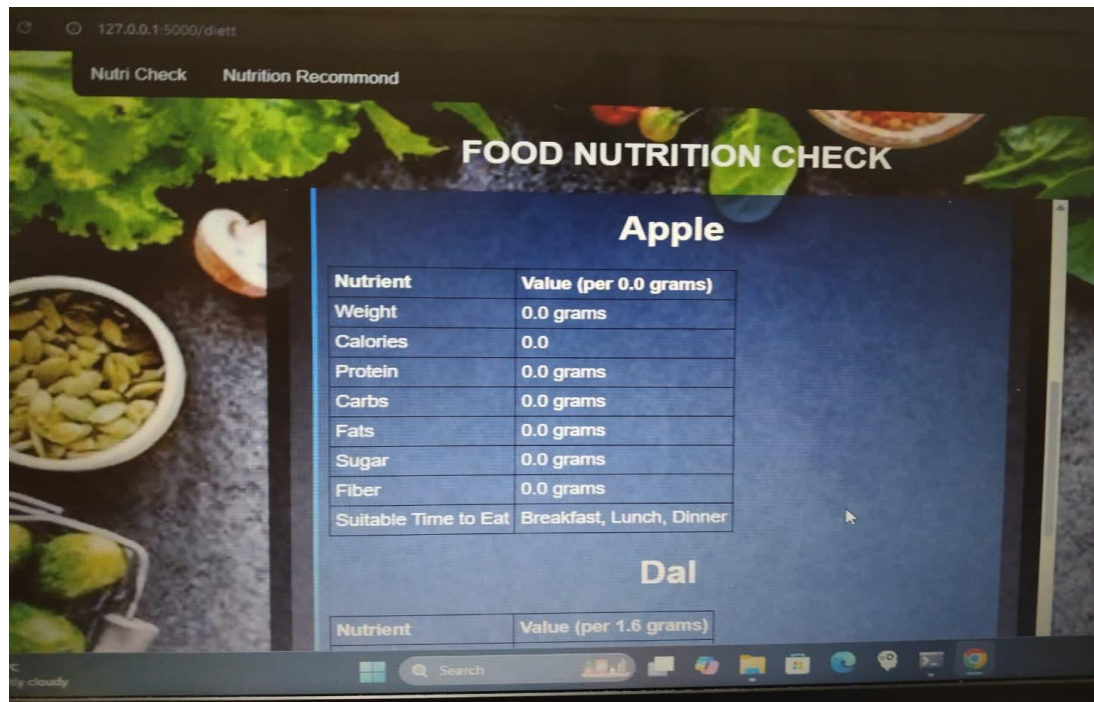 127.0.0.1:5000/diett
Nutri Check Nutrition Recommond
FOOD NUTRITION CHECK
Apple
Nutrient Value (per 0.0 grams)
Weight 0.0 grams
Calories 0.0
Protein 0.0 grams
Carbs 0.0 grams
Fats 0.0 grams
Sugar 0.0 grams
Fiber 0.0 grams
Suitable Time to Eat Breakfast, Lunch, Dinner
Dal
Nutrient Value (per 1.6 grams)
Search
cloudy